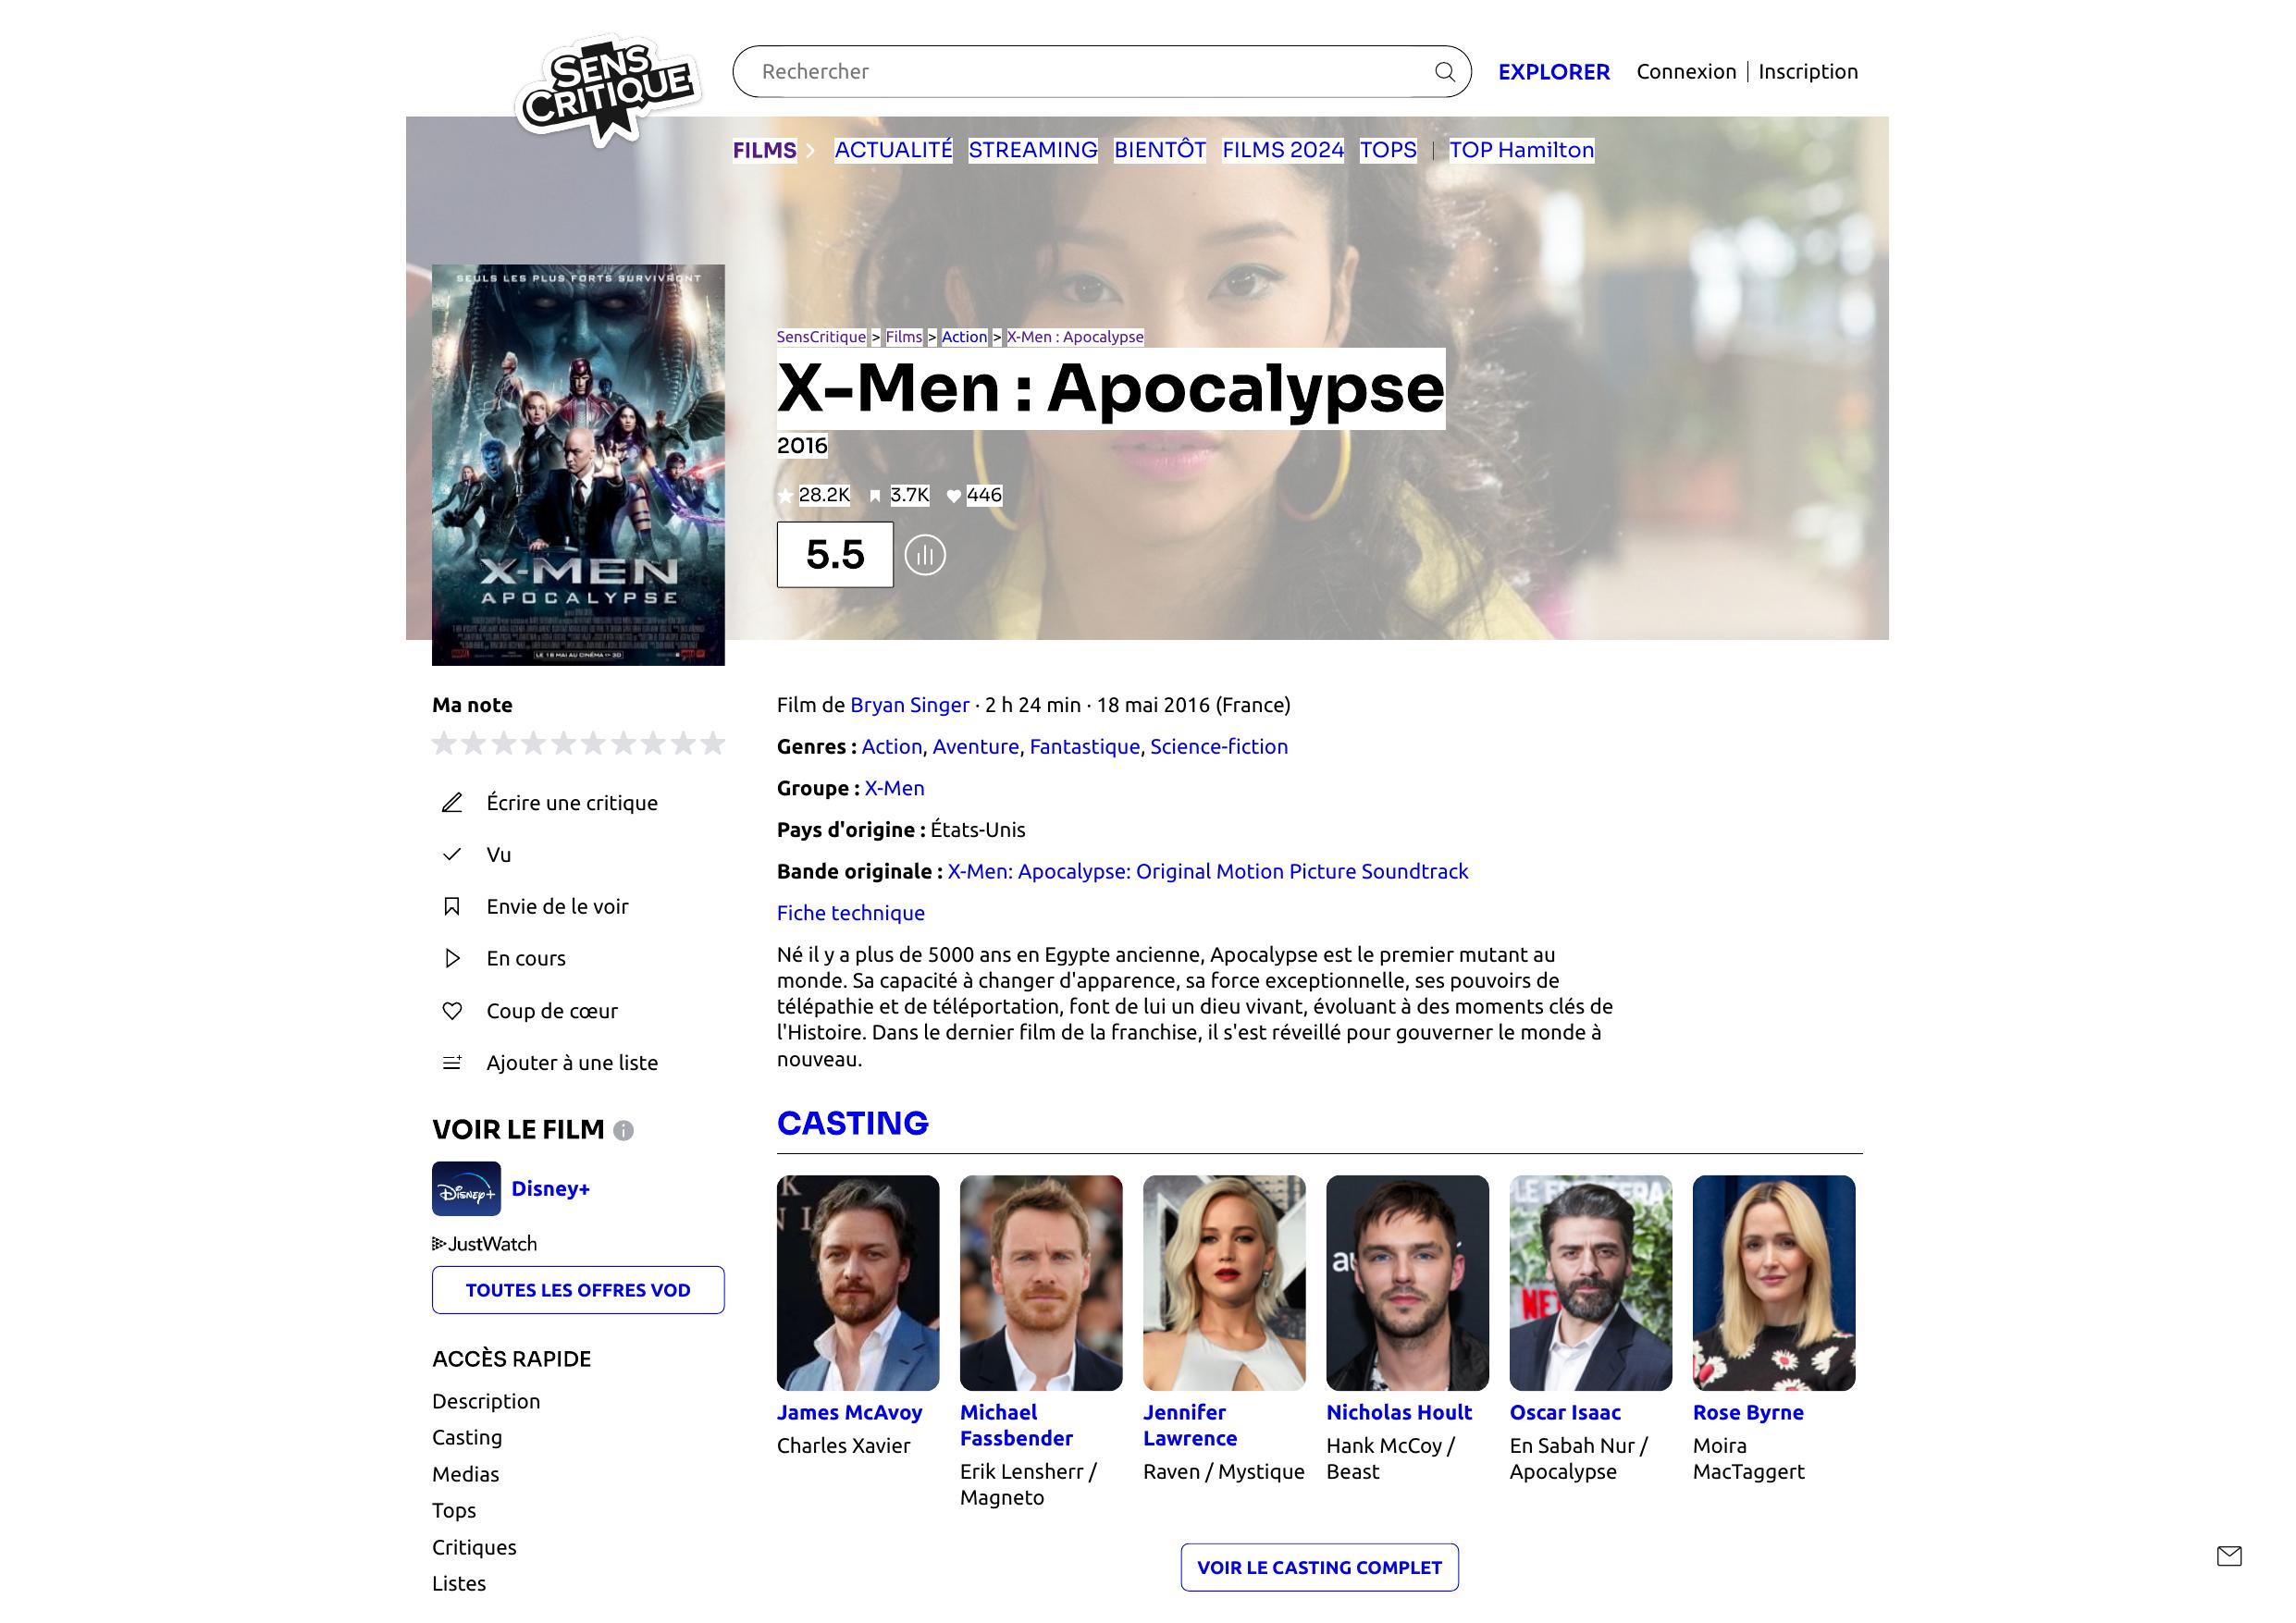 SENS
CRITIQUE
Rechercher
EXPLORER
Connexion
Inscription
FILMS
ACTUALITÉ
STREAMING
BIENTÔT
FILMS 2024
TOPS
TOP Hamilton
SEULS LES PLUS FORTS SURVIVRONT
X-MEN
APOCALYPSE
LE 18 MAI AU CINÉMA
SensCritique > Films > Action > X-Men : Apocalypse
X-Men : Apocalypse
2016
28.2K
3.7K
446
5.5
Ma note
Écrire une critique
Vu
Envie de le voir
En cours
Coup de cœur
Ajouter à une liste
VOIR LE FILM
Disney+
Disney+
JustWatch
TOUTES LES OFFRES VOD
ACCÈS RAPIDE
Description
Casting
Medias
Tops
Critiques
Listes
Film de Bryan Singer · 2 h 24 min · 18 mai 2016 (France)
Genres : Action, Aventure, Fantastique, Science-fiction
Groupe : X-Men
Pays d'origine : États-Unis
Bande originale : X-Men: Apocalypse: Original Motion Picture Soundtrack
Fiche technique
Né il y a plus de 5000 ans en Egypte ancienne, Apocalypse est le premier mutant au
monde. Sa capacité à changer d'apparence, sa force exceptionnelle, ses pouvoirs de
télépathie et de téléportation, font de lui un dieu vivant, évoluant à des moments clés de
l'Histoire. Dans le dernier film de la franchise, il s'est réveillé pour gouverner le monde à
nouveau.
CASTING
James McAvoy
Charles Xavier
Michael
Fassbender
Erik Lensherr /
Magneto
Jennifer
Lawrence
Raven / Mystique
Nicholas Hoult
Hank McCoy /
Beast
Oscar Isaac
En Sabah Nur /
Apocalypse
Rose Byrne
Moira
MacTaggert
VOIR LE CASTING COMPLET